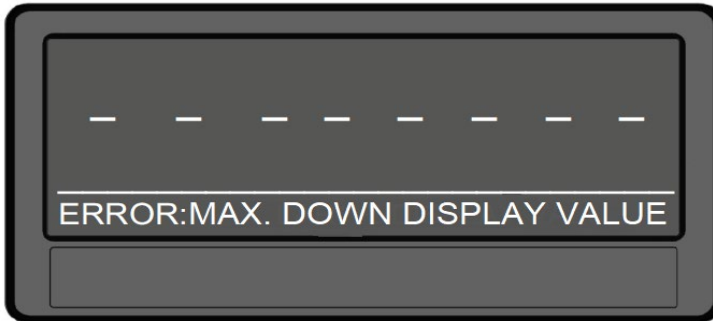 - - - - - - - -
ERROR:MAX. DOWN DISPLAY VALUE